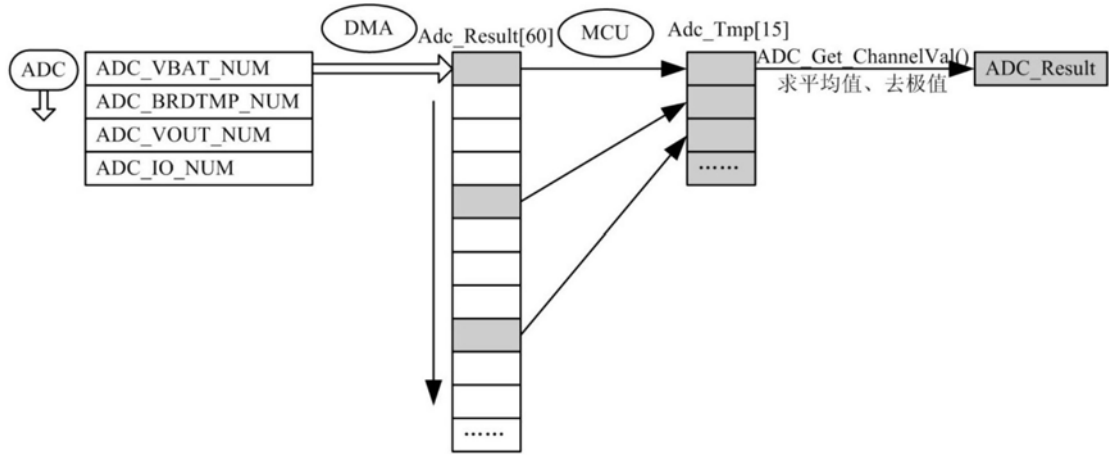 DMA
Adc_Result[60]
MCU
Adc_Tmp[15]
ADC
ADC_VBAT_NUM
ADC_BRDTMP_NUM
ADC_VOUT_NUM
ADC_IO_NUM
ADC_Get_ChannelVal()
求平均值、去极值
ADC_Result
……
……